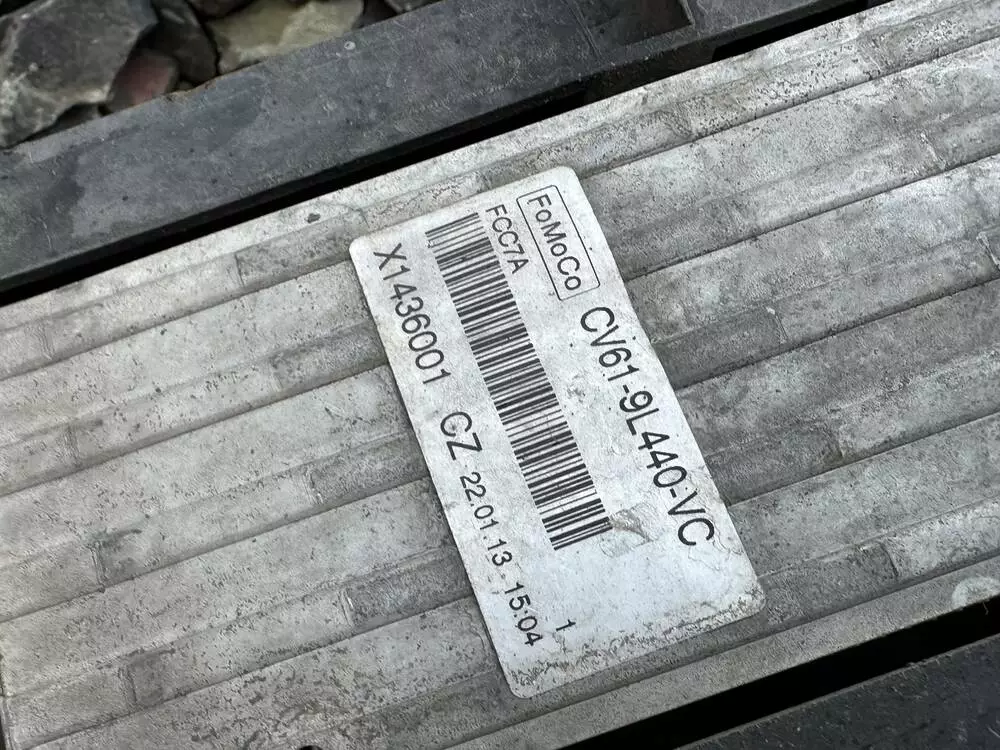 FoMoCo
CV61-9L440-VC
FCC7A
X1436001 CZ 22.01.13 15:04
1